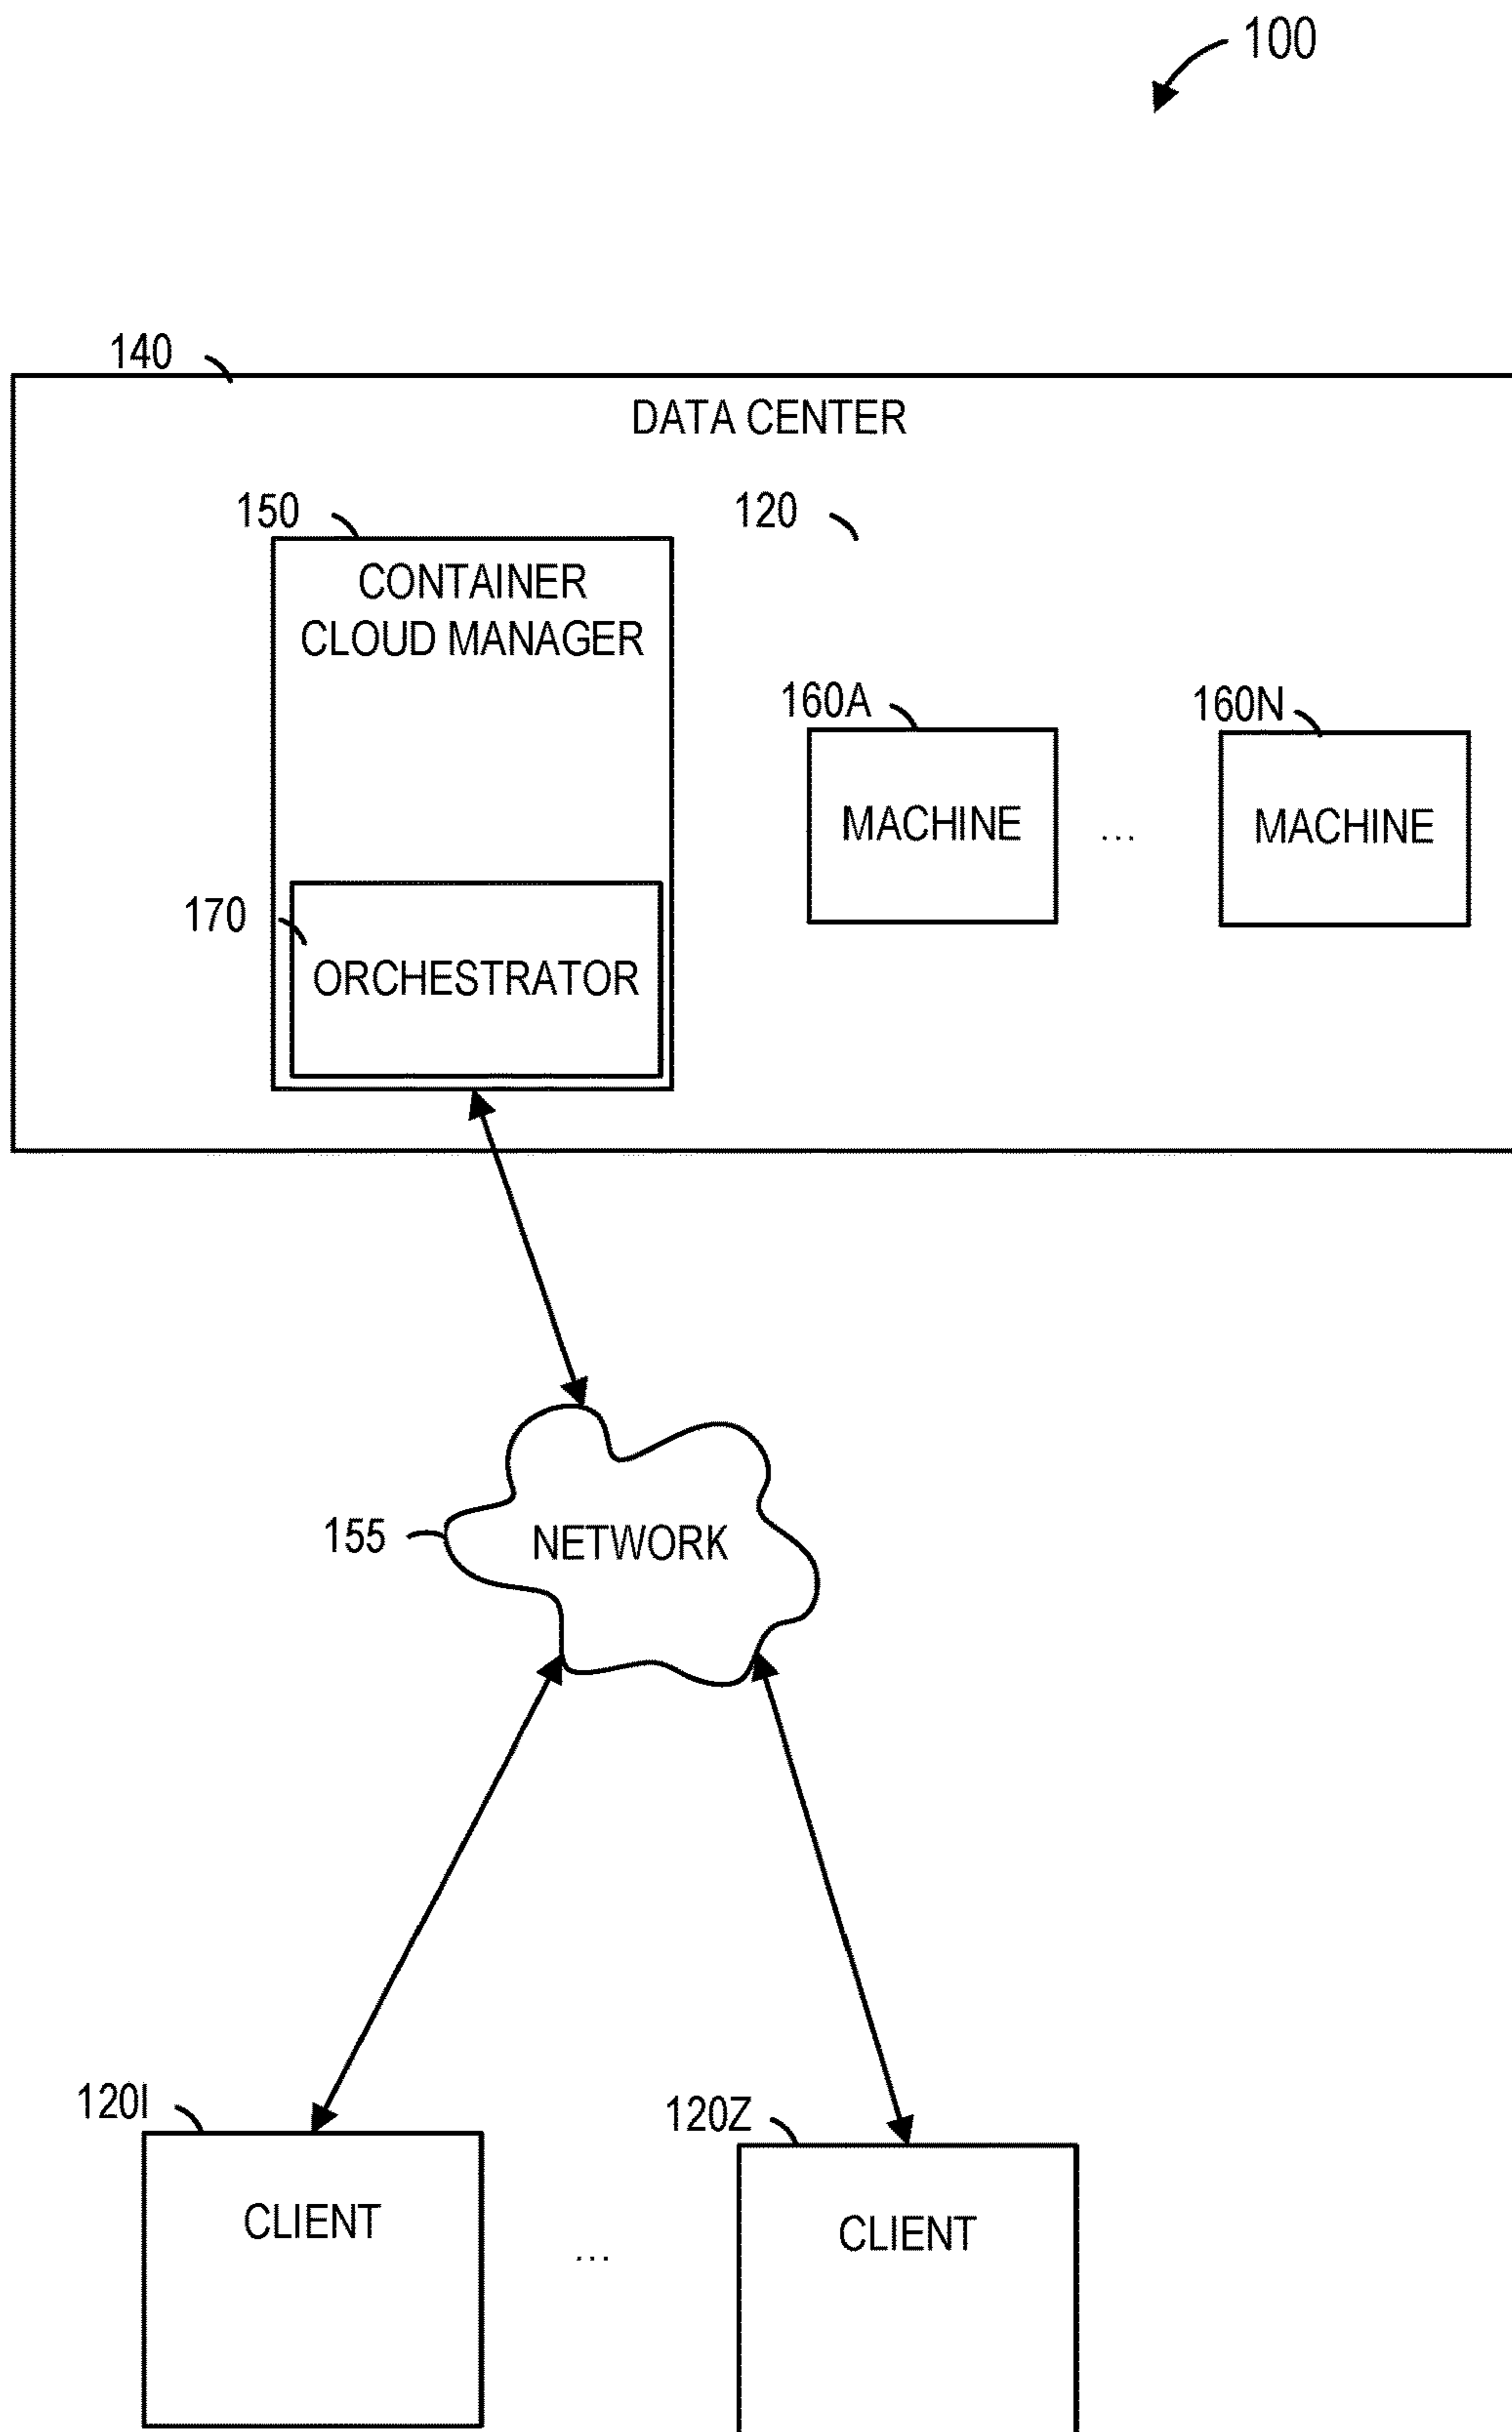 100
140
DATA CENTER
150
120
CONTAINER
CLOUD MANAGER
160A
160N
MACHINE
...
MACHINE
170
ORCHESTRATOR
155
NETWORK
120I
120Z
CLIENT
...
CLIENT